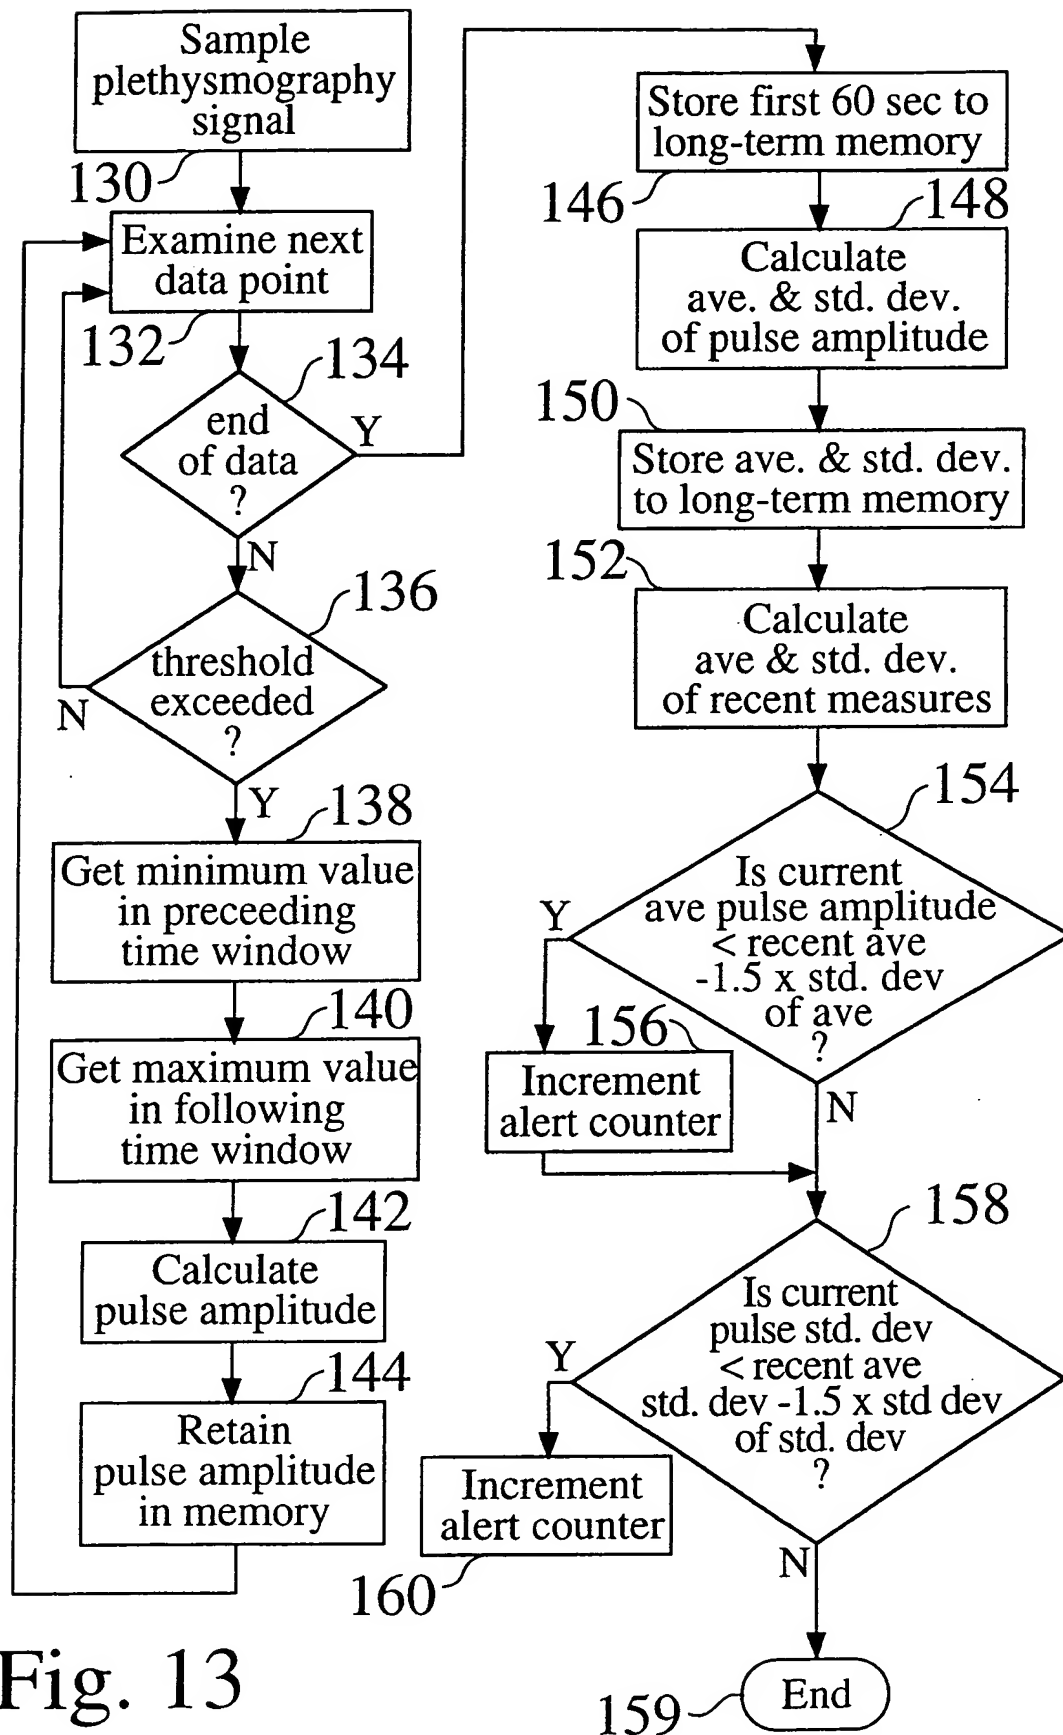 Sample
plethysmography
signal
130
Examine next
data point
132
134
end
of data
?
Y
N
136
threshold
exceeded
?
N
Y
138
Get minimum value
in preceeding
time window
140
Get maximum value
in following
time window
142
Calculate
pulse amplitude
144
Retain
pulse amplitude
in memory
Store first 60 sec to
long-term memory
146
148
Calculate
ave. & std. dev.
of pulse amplitude
150
Store ave. & std. dev.
to long-term memory
152
Calculate
ave & std. dev.
of recent measures
154
Is current
ave pulse amplitude
< recent ave
-1.5 x std. dev
of ave
?
Y
N
156
Increment
alert counter
158
Is current
pulse std. dev
< recent ave
std. dev -1.5 x std dev
of std. dev
?
Y
N
Increment
alert counter
160
End
159
Fig. 13